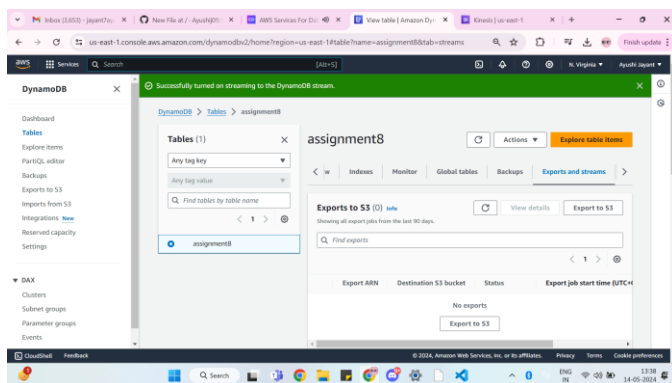 M Inbox (3,653) - jayant7a
New File at / - Ayushij0
AWS Services For Da
View table | Amazon Dy
Kinesis | us-east-1
us-east-1.console.aws.amazon.com/dynamodbv2/home?region=us-east-1#table?name=assignment8&tab=streams
Finish update
aws
Services
Search
[Alt+S]
N. Virginia
Ayushi Jayant
DynamoDB
Successfully turned on streaming to the DynamoDB stream.
Dashboard
Tables
Explore items
PartiQL editor
Backups
Exports to S3
Imports from S3
Integrations New
Reserved capacity
Settings
DAX
Clusters
Subnet groups
Parameter groups
Events
DynamoDB > Tables > assignment8
Tables (1)
Any tag key
Any tag value
Find tables by table name
< 1 >
assignment8
assignment8
Actions
Explore table items
w
Indexes
Monitor
Global tables
Backups
Exports and streams
Exports to S3 (0) Info
View details
Export to S3
Showing all export jobs from the last 90 days.
Find exports
< 1 >
Export ARN
Destination S3 bucket
Status
Export job start time (UTC+
No exports
Export to S3
CloudShell
Feedback
© 2024, Amazon Web Services, Inc. or its affiliates.
Privacy
Terms
Cookie preferences
Search
ENG
IN
13:38
14-05-2024